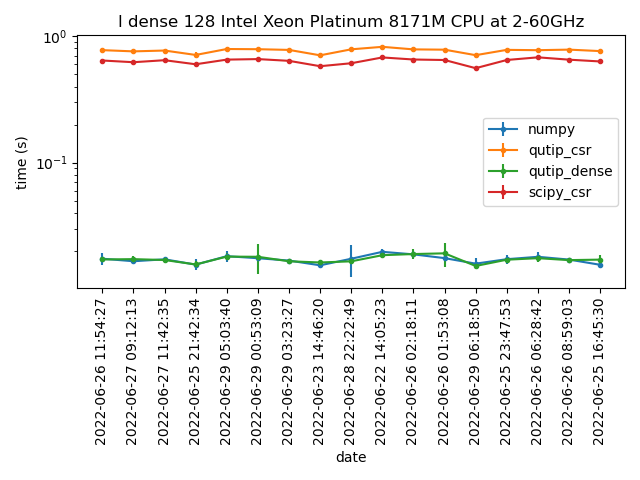 I dense 128 Intel Xeon Platinum 8171M CPU at 2-60GHz
time (s)
10^0
10^-1
numpy
qutip_csr
qutip_dense
scipy_csr
2022-06-26 11:54:27
2022-06-27 09:12:13
2022-06-27 11:42:35
2022-06-25 21:42:34
2022-06-29 05:03:40
2022-06-29 00:53:09
2022-06-29 03:23:27
2022-06-23 14:46:20
2022-06-28 22:22:49
2022-06-22 14:05:23
2022-06-26 02:18:11
2022-06-26 01:53:08
2022-06-29 06:18:50
2022-06-25 23:47:53
2022-06-26 06:28:42
2022-06-26 08:59:03
2022-06-25 16:45:30
date